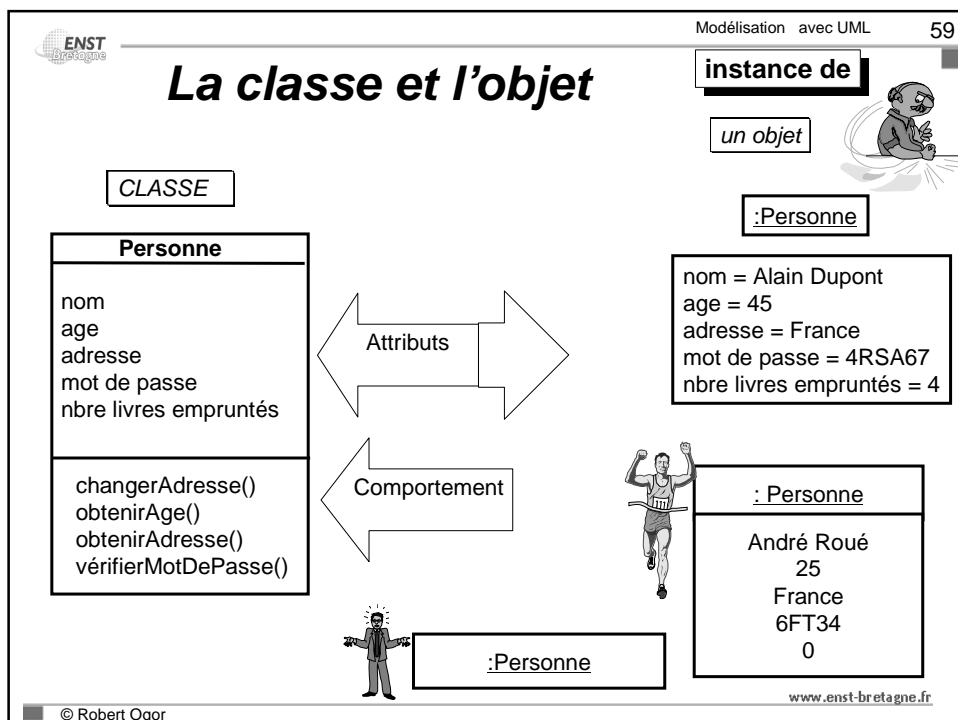 ENST
Bretagne
Modélisation avec UML 59
La classe et l'objet
instance de
un objet
CLASSE
:Personne
Personne
nom
age
adresse
mot de passe
nbre livres empruntés
changerAdresse()
obtenirAge()
obtenirAdresse()
vérifierMotDePasse()
Attributs
Comportement
nom = Alain Dupont
age = 45
adresse = France
mot de passe = 4RSA67
nbre livres empruntés = 4
111
: Personne
André Roué
25
France
6FT34
0
:Personne
www.enst-bretagne.fr
© Robert Ogor